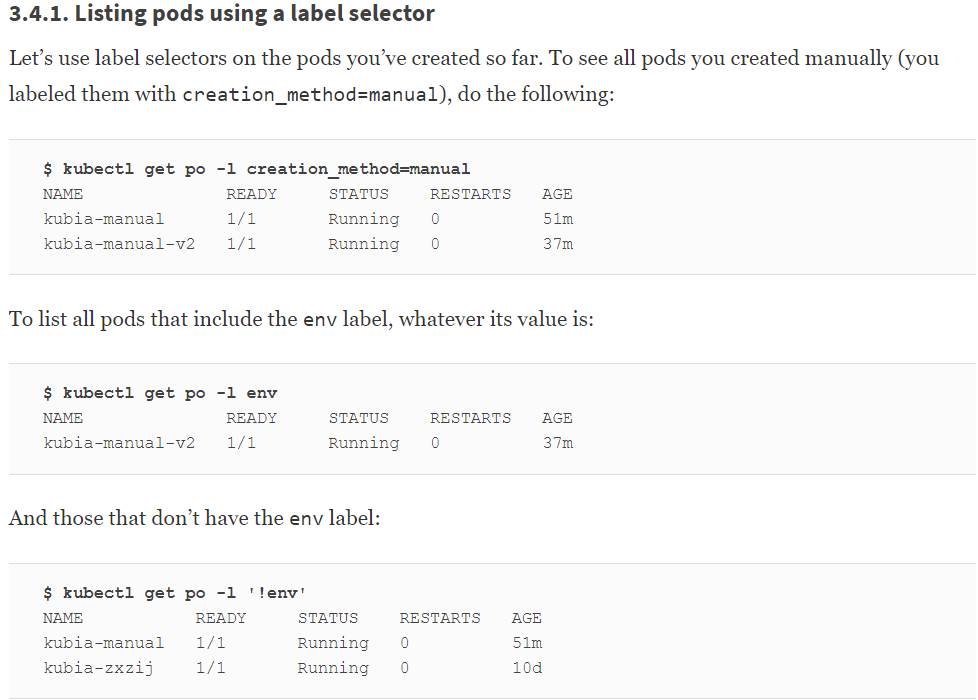 3.4.1. Listing pods using a label selector
Let’s use label selectors on the pods you’ve created so far. To see all pods you created manually (you
labeled them with creation_method=manual), do the following:
$ kubectl get po -l creation_method=manual
NAME READY STATUS RESTARTS AGE
kubia-manual 1/1 Running 0 51m
kubia-manual-v2 1/1 Running 0 37m
To list all pods that include the env label, whatever its value is:
$ kubectl get po -l env
NAME READY STATUS RESTARTS AGE
kubia-manual-v2 1/1 Running 0 37m
And those that don’t have the env label:
$ kubectl get po -l '!env'
NAME READY STATUS RESTARTS AGE
kubia-manual 1/1 Running 0 51m
kubia-zxzij 1/1 Running 0 10d